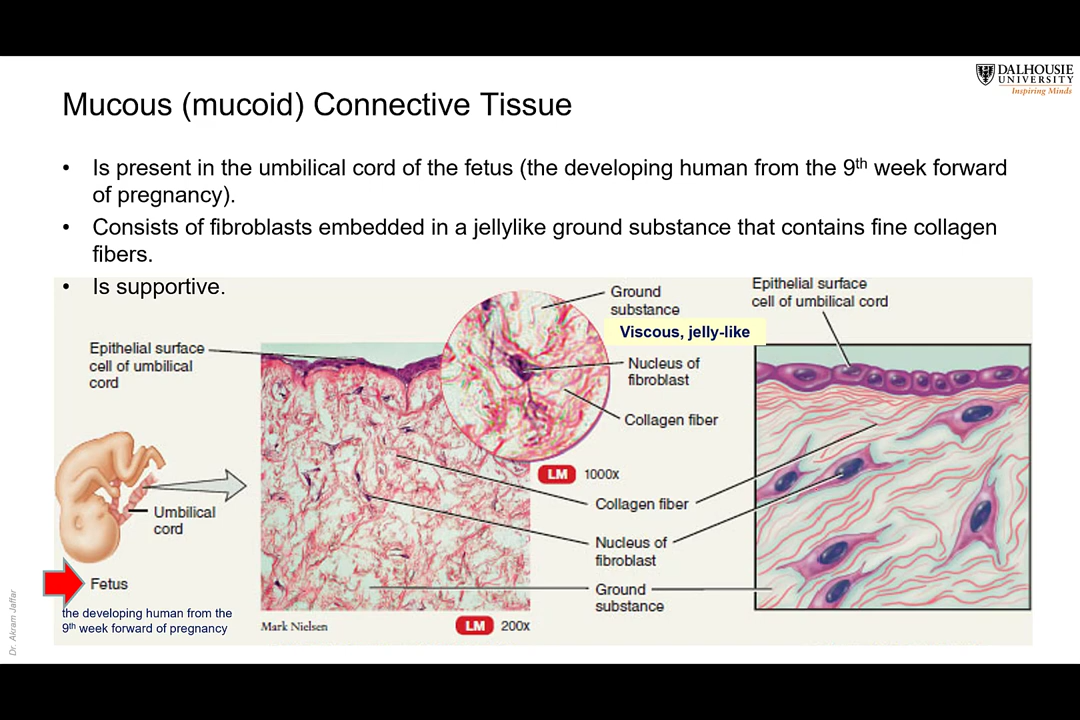 DALHOUSIE
UNIVERSITY
Inspiring Minds
Mucous (mucoid) Connective Tissue
• Is present in the umbilical cord of the fetus (the developing human from the 9th week forward
of pregnancy).
• Consists of fibroblasts embedded in a jellylike ground substance that contains fine collagen
fibers.
• Is supportive.
Epithelial surface
cell of umbilical
cord
Ground
substance
Viscous, jelly-like
Nucleus of
fibroblast
Collagen fiber
LM 1000x
Epithelial surface
cell of umbilical cord
Umbilical
cord
Fetus
the developing human from the
9th week forward of pregnancy
Collagen fiber
Nucleus of
fibroblast
Ground
substance
Mark Nielsen
LM 200x
Dr. Akram Jaffar